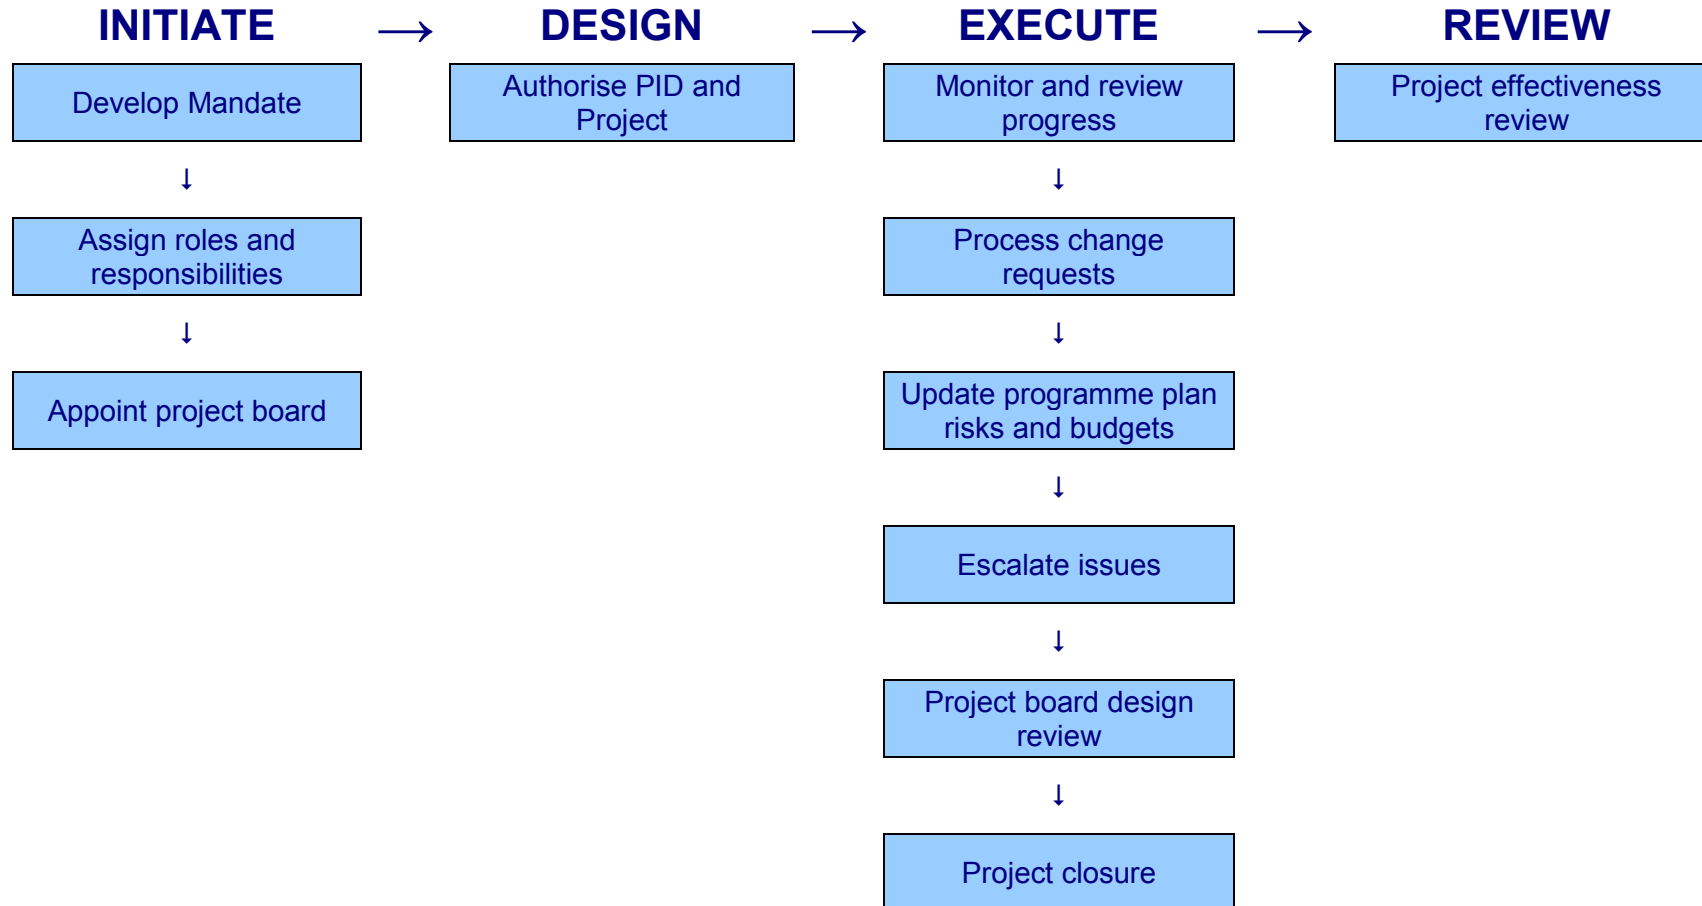 INITIATE → DESIGN → EXECUTE → REVIEW
Develop Mandate
↓
Assign roles and
responsibilities
↓
Appoint project board
Authorise PID and
Project
Monitor and review
progress
↓
Process change
requests
↓
Update programme plan
risks and budgets
↓
Escalate issues
↓
Project board design
review
↓
Project closure
Project effectiveness
review